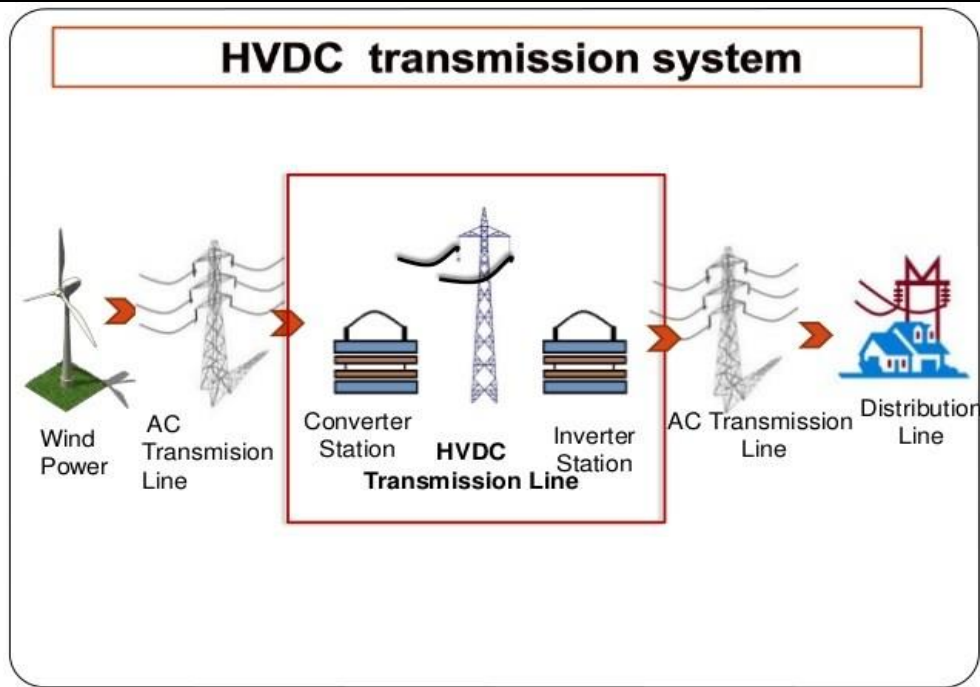 HVDC transmission system
Wind
Power
AC
Transmision
Line
Converter
Station
HVDC
Transmission Line
Inverter
Station
AC Transmission
Line
Distribution
Line